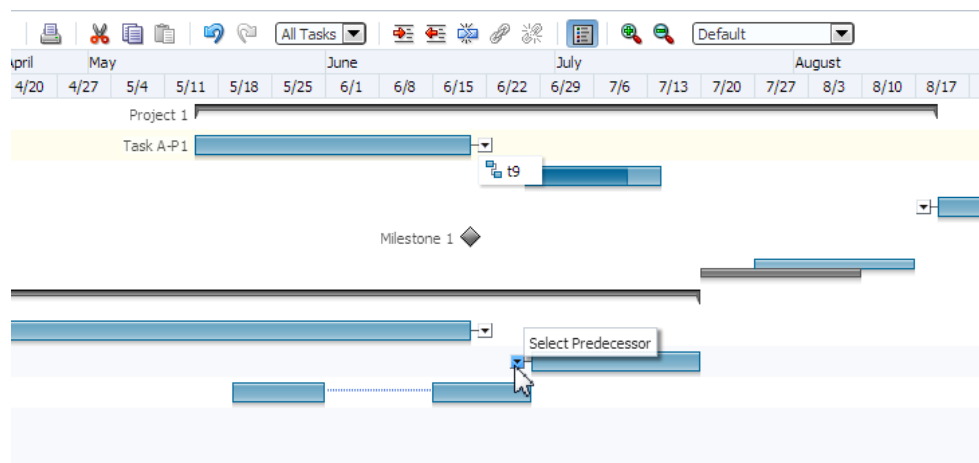 All Tasks Default
April May June July August
4/20 4/27 5/4 5/11 5/18 5/25 6/1 6/8 6/15 6/22 6/29 7/6 7/13 7/20 7/27 8/3 8/10 8/17
Project 1
Task A-P1
t9
Milestone 1
Select Predecessor